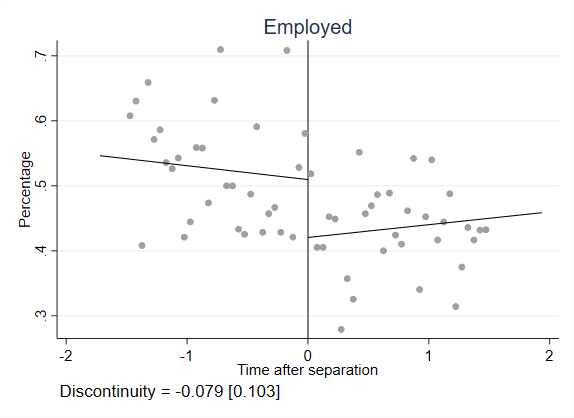 Employed
Percentage
.7
.6
.5
.4
.3
-2 -1 0 1 2
Time after separation
Discontinuity = -0.079 [0.103]